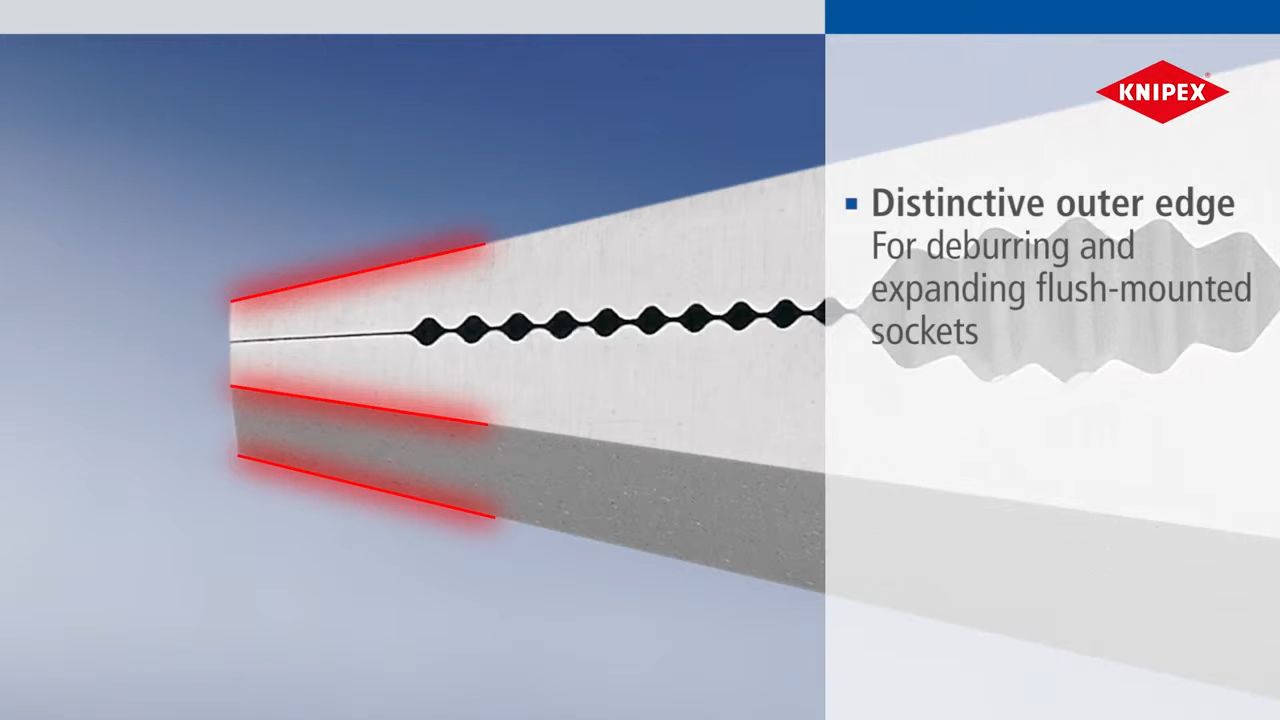 KNIPEX®
Distinctive outer edge
For deburring and
expanding flush-mounted
sockets